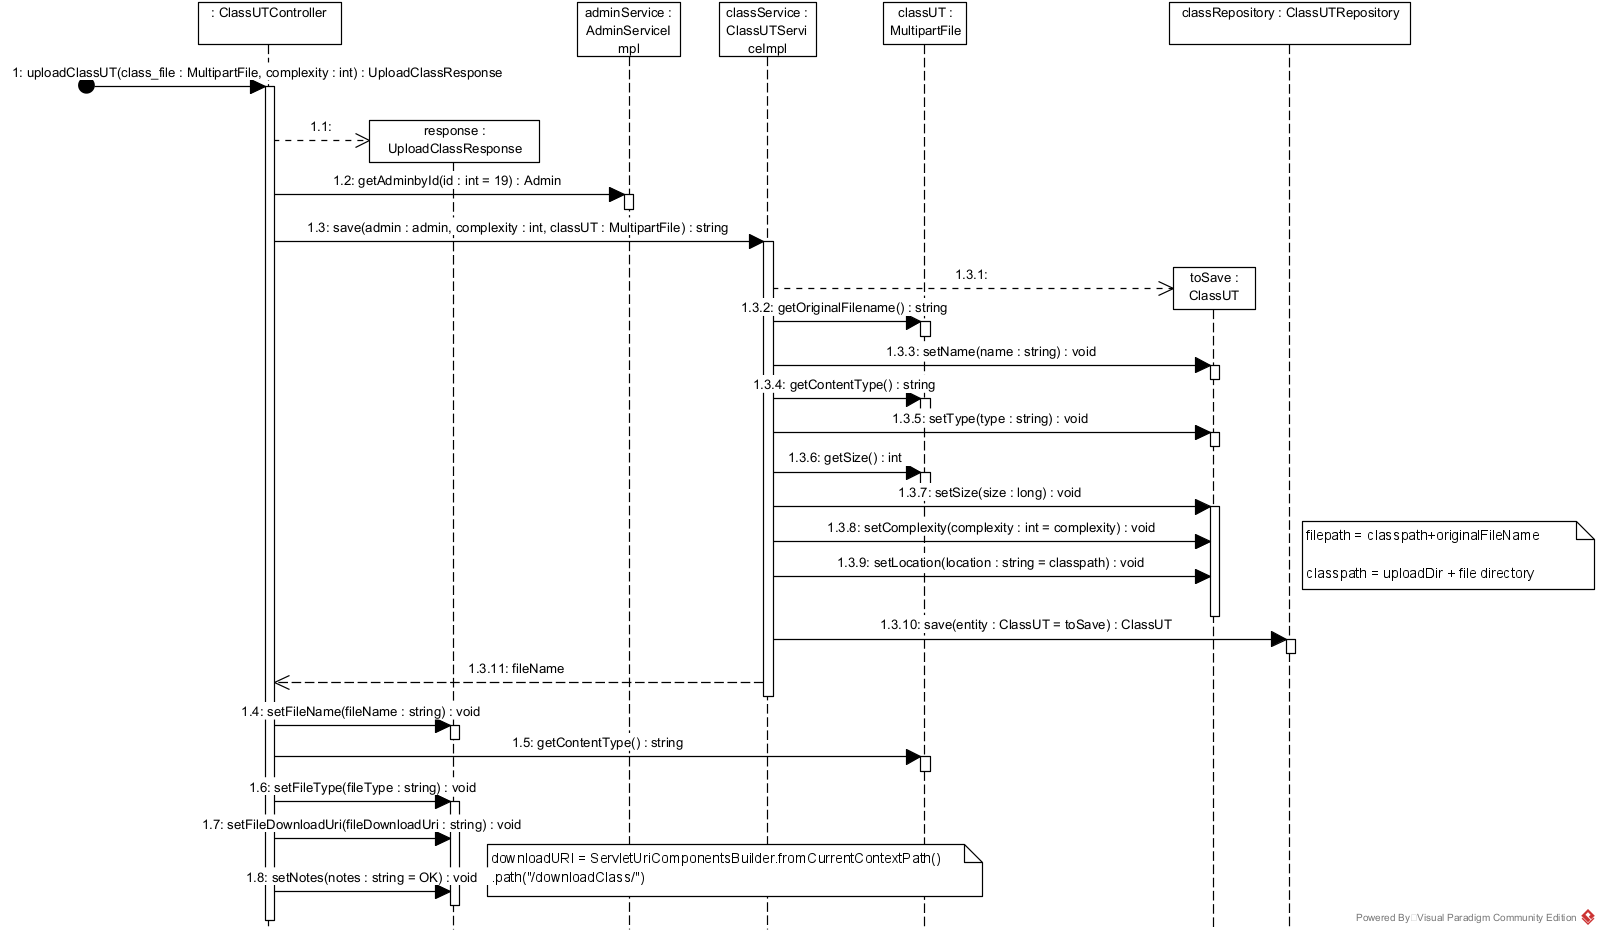 : ClassUTController
adminService :
AdminServiceI
mpl
classService :
ClassUTServi
ceImpl
classUT :
MultipartFile
classRepository : ClassUTRepository
1: uploadClassUT(class_file : MultipartFile, complexity : int) : UploadClassResponse
1.1:
response :
UploadClassResponse
1.2: getAdminbyId(id : int = 19) : Admin
1.3: save(admin : admin, complexity : int, classUT : MultipartFile) : string
1.3.1:
toSave :
ClassUT
1.3.2: getOriginalFilename() : string
1.3.3: setName(name : string) : void
1.3.4: getContentType() : string
1.3.5: setType(type : string) : void
1.3.6: getSize() : int
1.3.7: setSize(size : long) : void
1.3.8: setComplexity(complexity : int = complexity) : void
filepath = classpath+originalFileName
1.3.9: setLocation(location : string = classpath) : void
classpath = uploadDir + file directory
1.3.10: save(entity : ClassUT = toSave) : ClassUT
1.3.11: fileName
1.4: setFileName(fileName : string) : void
1.5: getContentType() : string
1.6: setFileType(fileType : string) : void
1.7: setFileDownloadUri(fileDownloadUri : string) : void
downloadURI = ServletUriComponentsBuilder.fromCurrentContextPath()
.path("/downloadClass/")
1.8: setNotes(notes : string = OK) : void
Powered By Visual Paradigm Community Edition